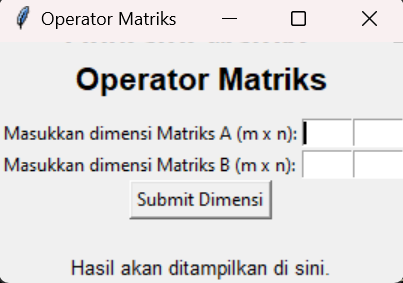 Operator Matriks
Operator Matriks
Masukkan dimensi Matriks A (m x n):
Masukkan dimensi Matriks B (m x n):
Submit Dimensi
Hasil akan ditampilkan di sini.